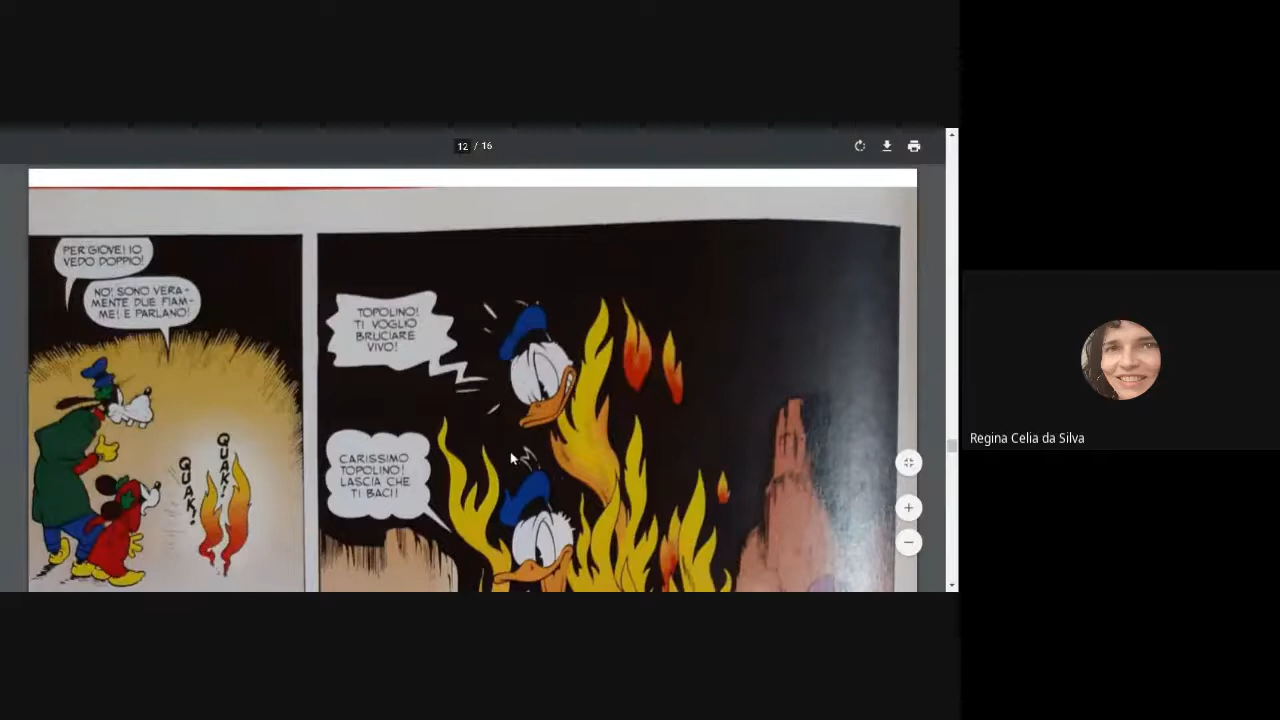 12 / 16
PER GIOVE! IO
VEDO DOPPIO!
NO! SONO VERA-
MENTE DUE FIAM-
ME! E PARLANO!
QUAK!
QUAK!
TOPOLINO!
TI VOGLIO
BRUCIARE
VIVO!
CARISSIMO
TOPOLINO!
LASCIA CHE
TI BACI!
Regina Celia da Silva